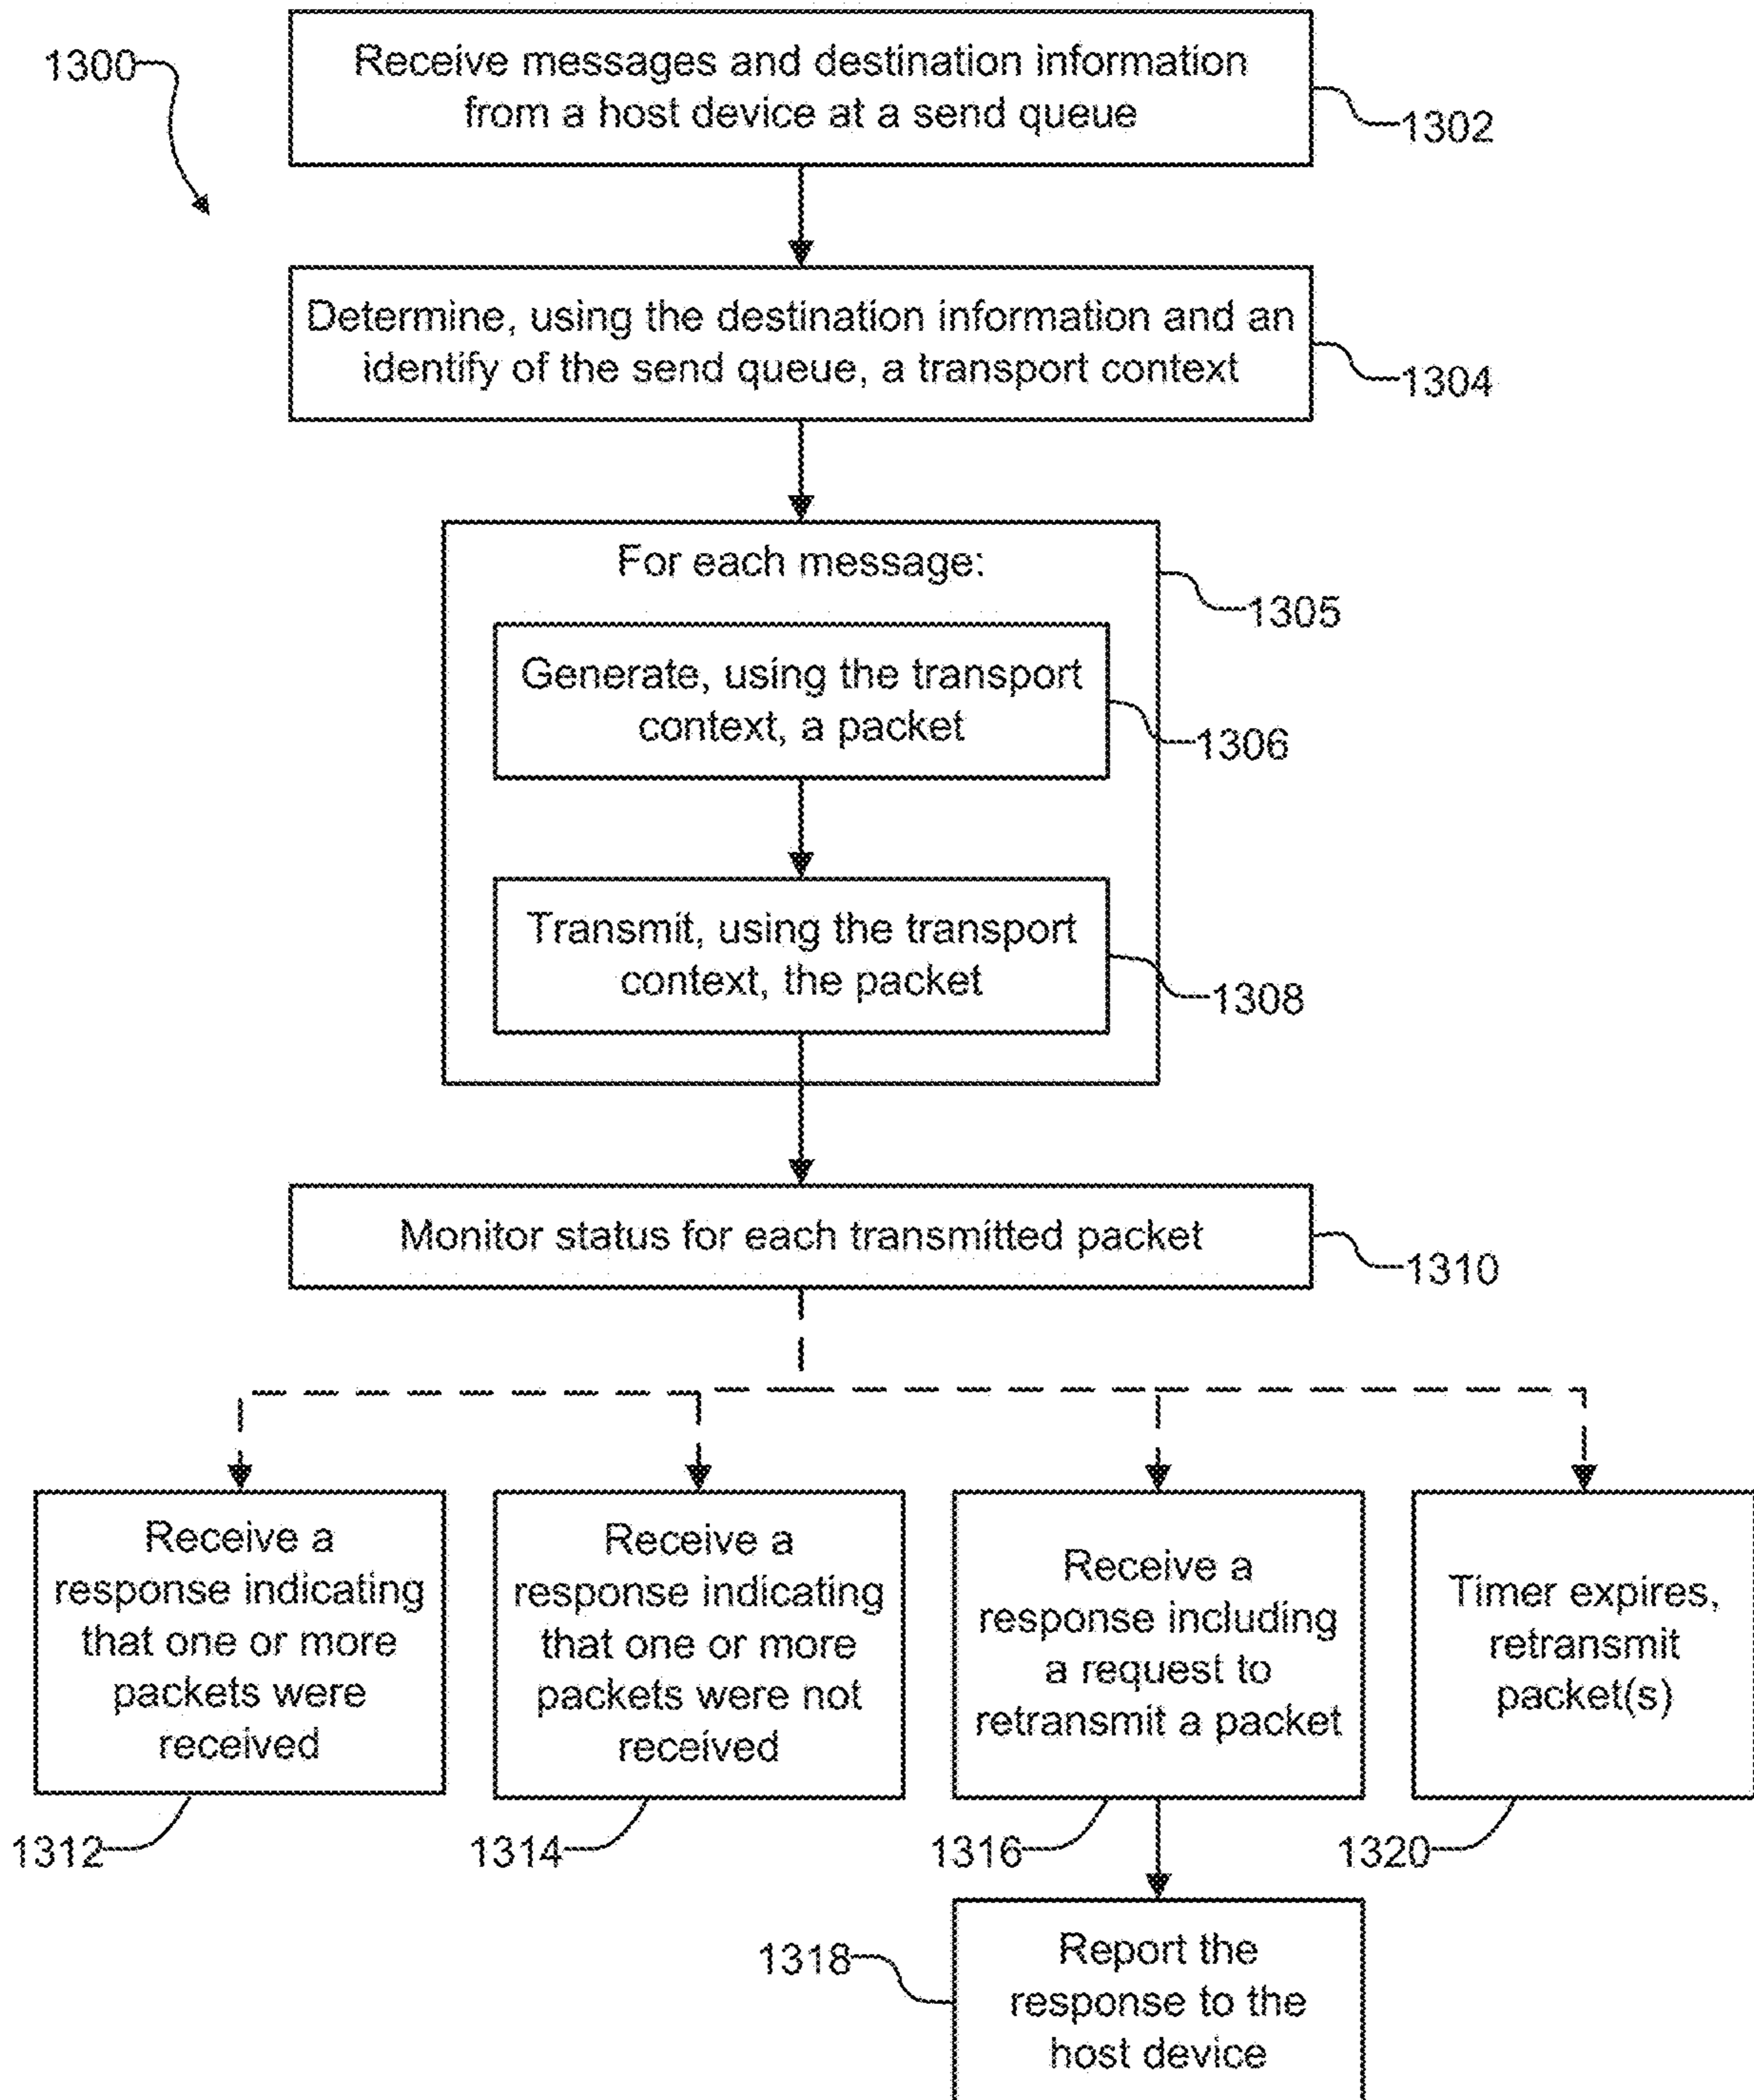 1300
Receive messages and destination information
from a host device at a send queue
1302
Determine, using the destination information and an
identify of the send queue, a transport context
1304
For each message:
1305
Generate, using the transport
context, a packet
1306
Transmit, using the transport
context, the packet
1308
Monitor status for each transmitted packet
1310
Receive a
response indicating
that one or more
packets were
received
1312
Receive a
response indicating
that one or more
packets were not
received
1314
Receive a
response including
a request to
retransmit a packet
1316
Timer expires,
retransmit
packet(s)
1320
1318
Report the
response to the
host device